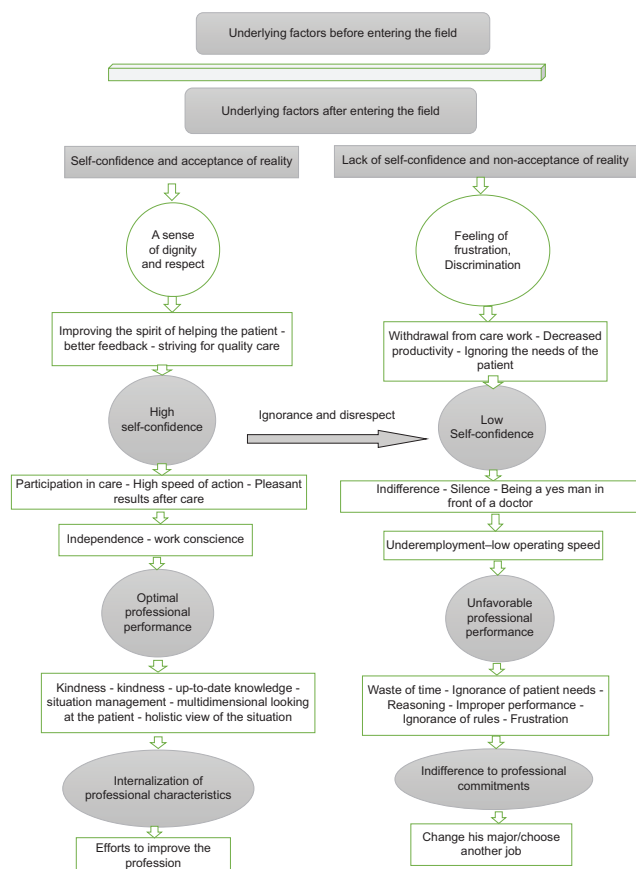 Underlying factors before entering the field
Underlying factors after entering the field
Self-confidence and acceptance of reality
A sense
of dignity
and respect
Improving the spirit of helping the patient -
better feedback - striving for quality care
High
self-confidence
Participation in care - High speed of action - Pleasant
results after care
Independence - work conscience
Optimal
professional
performance
Kindness - kindness - up-to-date knowledge -
situation management - multidimensional looking
at the patient - holistic view of the situation
Internalization of
professional characteristics
Efforts to improve the
profession
Ignorance and disrespect
Lack of self-confidence and non-acceptance of reality
Feeling of
frustration,
Discrimination
Withdrawal from care work - Decreased
productivity - Ignoring the needs of the
patient
Low
Self-confidence
Indifference - Silence - Being a yes man in
front of a doctor
Underemployment–low operating speed
Unfavorable
professional
performance
Waste of time - Ignorance of patient needs -
Reasoning - Improper performance -
Ignorance of rules - Frustration
Indifference to professional
commitments
Change his major/choose
another job